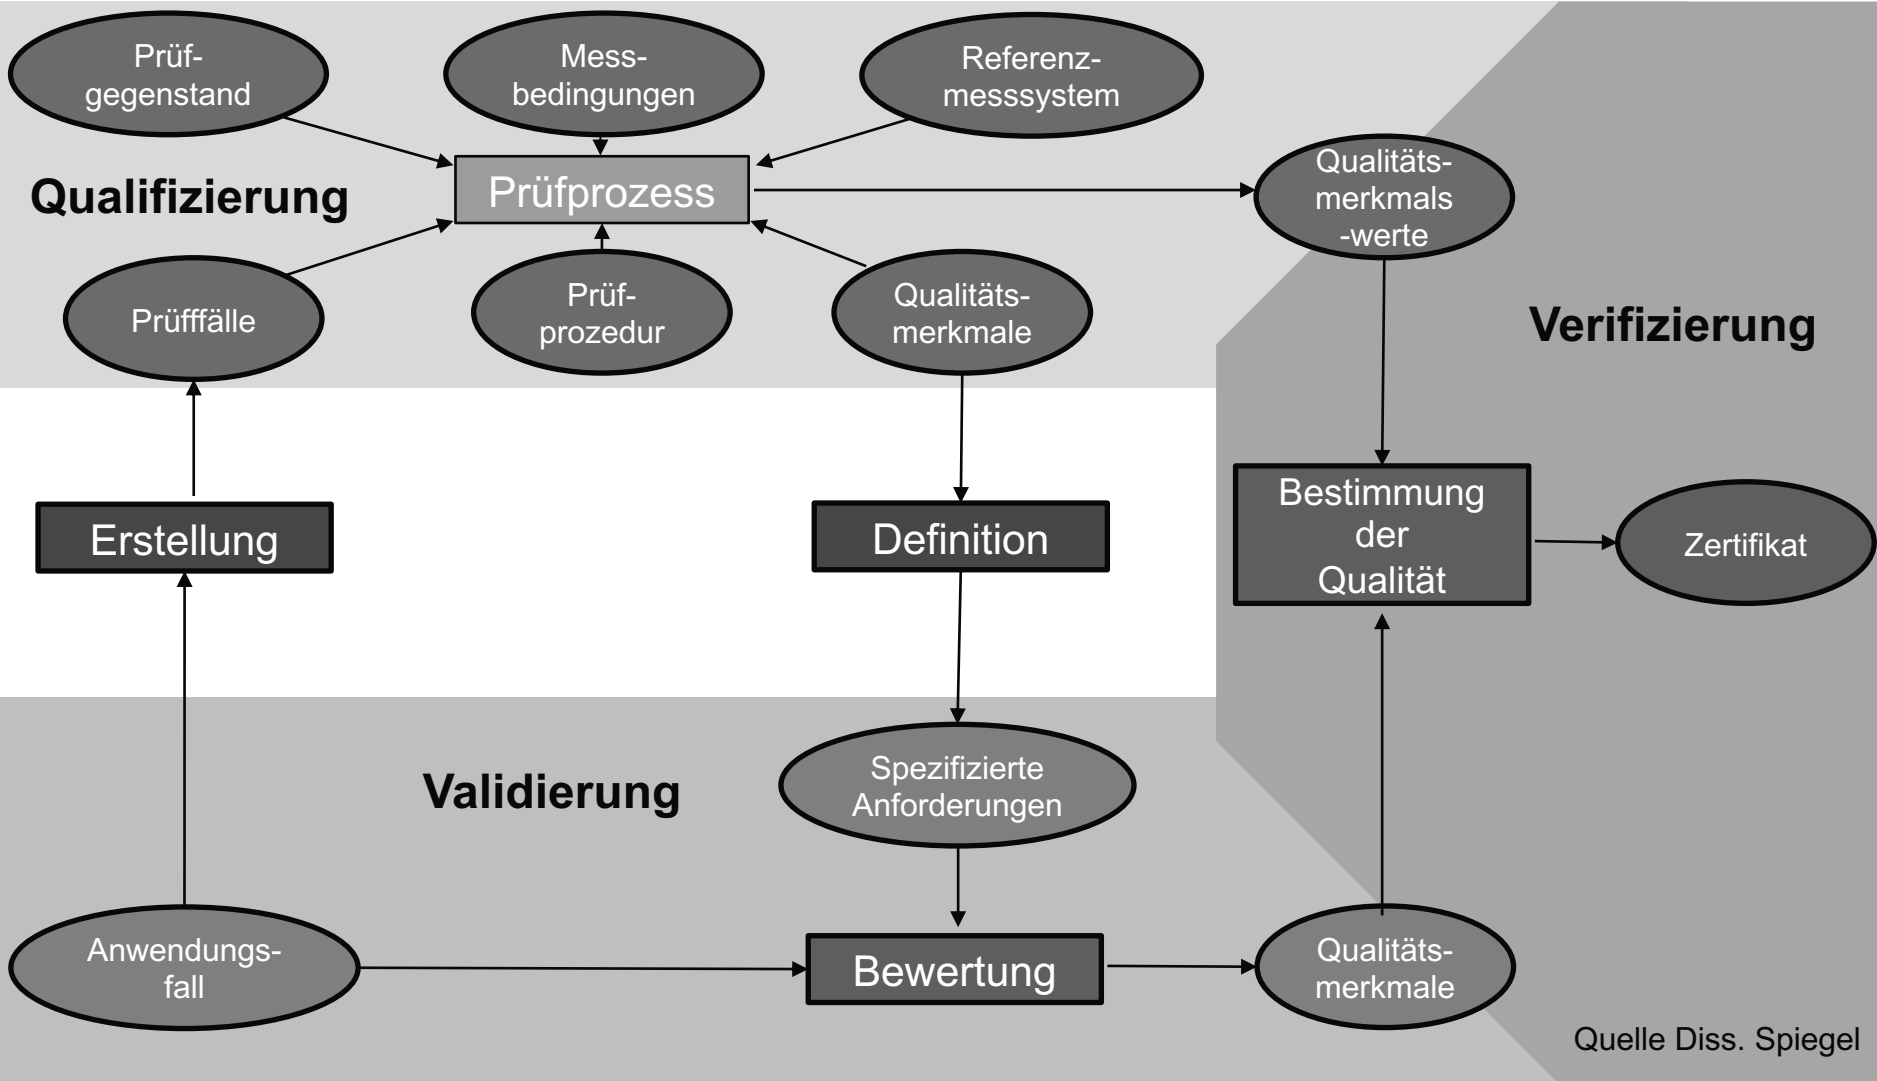 Prüf-
gegenstand
Mess-
bedingungen
Referenz-
messsystem
Qualifizierung
Prüfprozess
Qualitäts-
merkmals
-werte
Prüfffälle
Prüf-
prozedur
Qualitäts-
merkmale
Verifizierung
Erstellung
Definition
Bestimmung
der
Qualität
Zertifikat
Validierung
Spezifizierte
Anforderungen
Anwendungs-
fall
Bewertung
Qualitäts-
merkmale
Quelle Diss. Spiegel